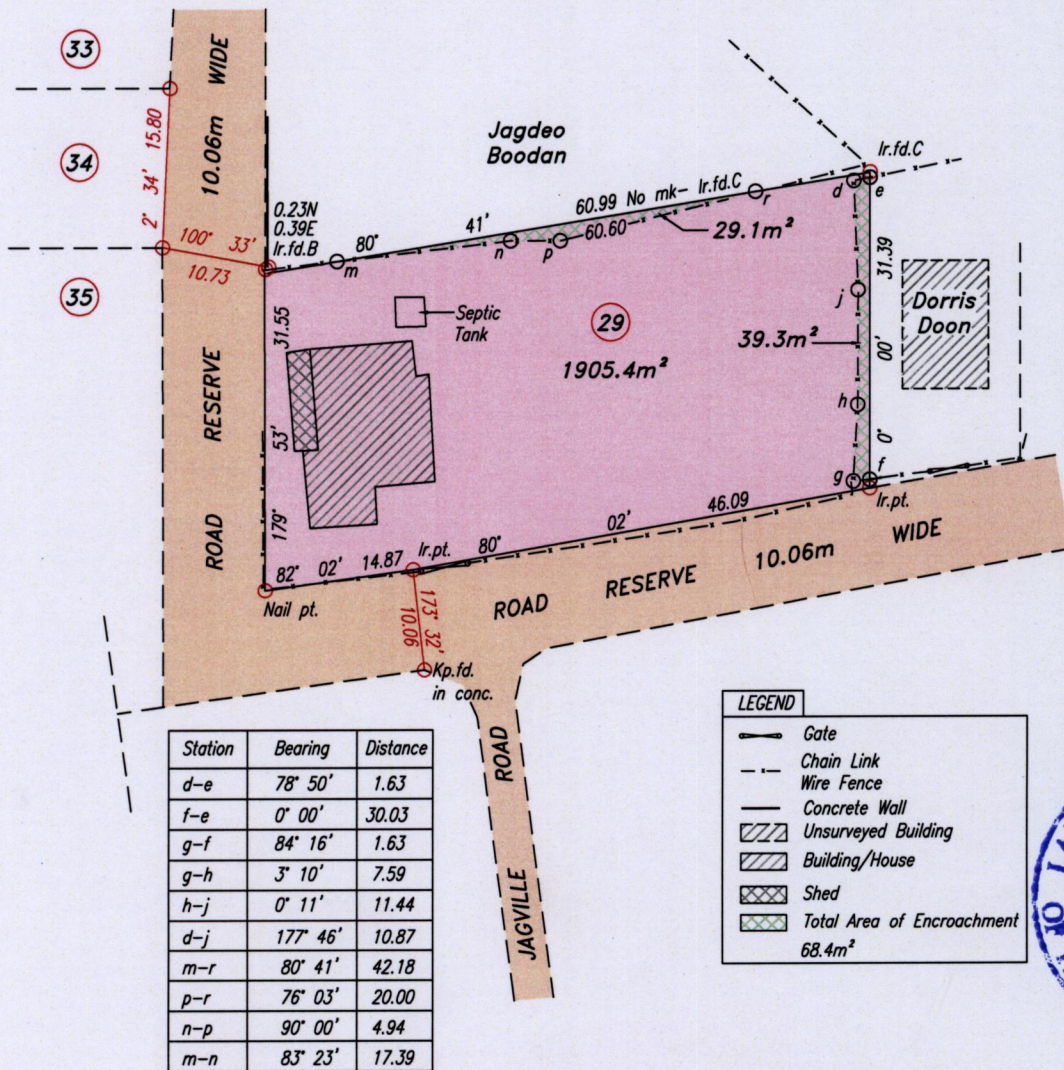 33
34
35
2° 34' 15.80
ROAD RESERVE 10.06m WIDE
100° 33'
10.73
0.23N
0.39E
Ir.fd.B
Jagdeo
Boodan
80° 41' 60.99 No mk- Ir.fd.C
60.60
Ir.fd.C
m
n
p
r
d
e
29.1m²
Septic
Tank
29
1905.4m²
39.3m²
j
h
g
f
0° 00' 31.39
Dorris
Doon
179° 53' 31.55
82° 02' 14.87
Ir.pt.
80° 02' 46.09
Ir.pt.
Nail pt.
173° 32'
10.06
Kp.fd.
in conc.
ROAD RESERVE 10.06m WIDE
JAGVILLE ROAD
Station Bearing Distance
d-e 78° 50' 1.63
f-e 0° 00' 30.03
g-f 84° 16' 1.63
g-h 3° 10' 7.59
h-j 0° 11' 11.44
d-j 177° 46' 10.87
m-r 80° 41' 42.18
p-r 76° 03' 20.00
n-p 90° 00' 4.94
m-n 83° 23' 17.39
LEGEND
Gate
Chain Link
Wire Fence
Concrete Wall
Unsurveyed Building
Building/House
Shed
Total Area of Encroachment
68.4m²